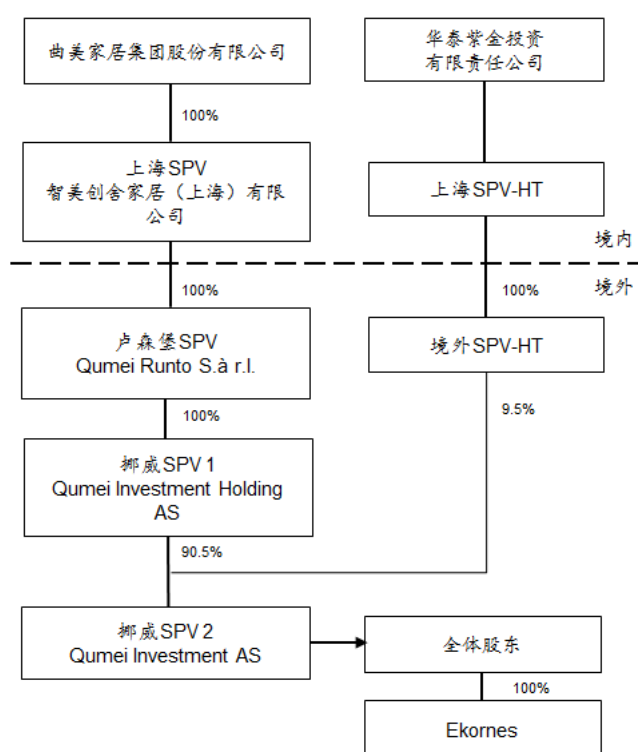 曲美家居集团股份有限公司
华泰紫金投资
有限责任公司
100%
上海SPV
智美创舍家居（上海）有限
公司
上海SPV-HT
境内
境外
100%
100%
卢森堡SPV
Qumei Runto S.à r.l.
境外SPV-HT
100%
9.5%
挪威SPV 1
Qumei Investment Holding
AS
90.5%
挪威SPV 2
Qumei Investment AS
全体股东
100%
Ekornes